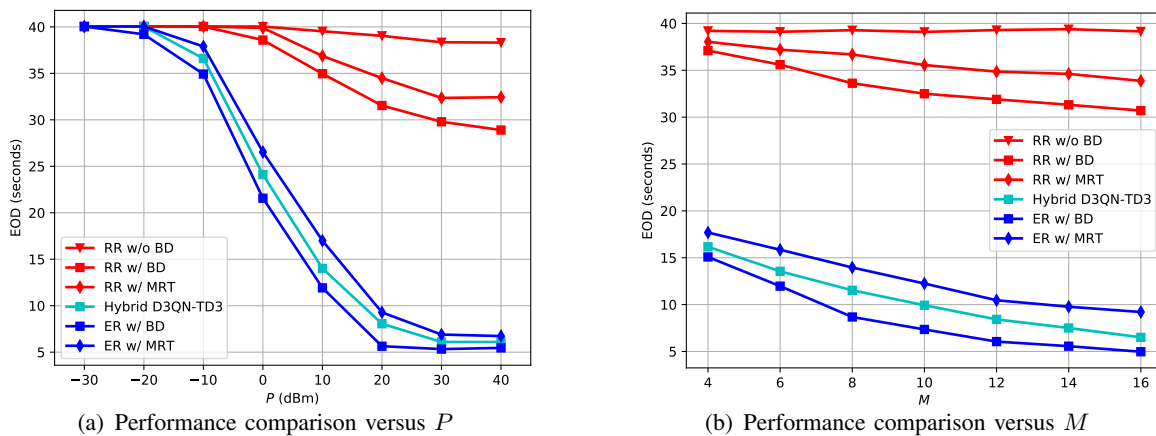 40
35
30
25
20
15
10
5
EOD (seconds)
RR w/o BD
RR w/ BD
RR w/ MRT
Hybrid D3QN-TD3
ER w/ BD
ER w/ MRT
−30 −20 −10 0 10 20 30 40
P (dBm)
(a) Performance comparison versus P
40
35
30
25
20
15
10
5
EOD (seconds)
RR w/o BD
RR w/ BD
RR w/ MRT
Hybrid D3QN-TD3
ER w/ BD
ER w/ MRT
4 6 8 10 12 14 16
M
(b) Performance comparison versus M